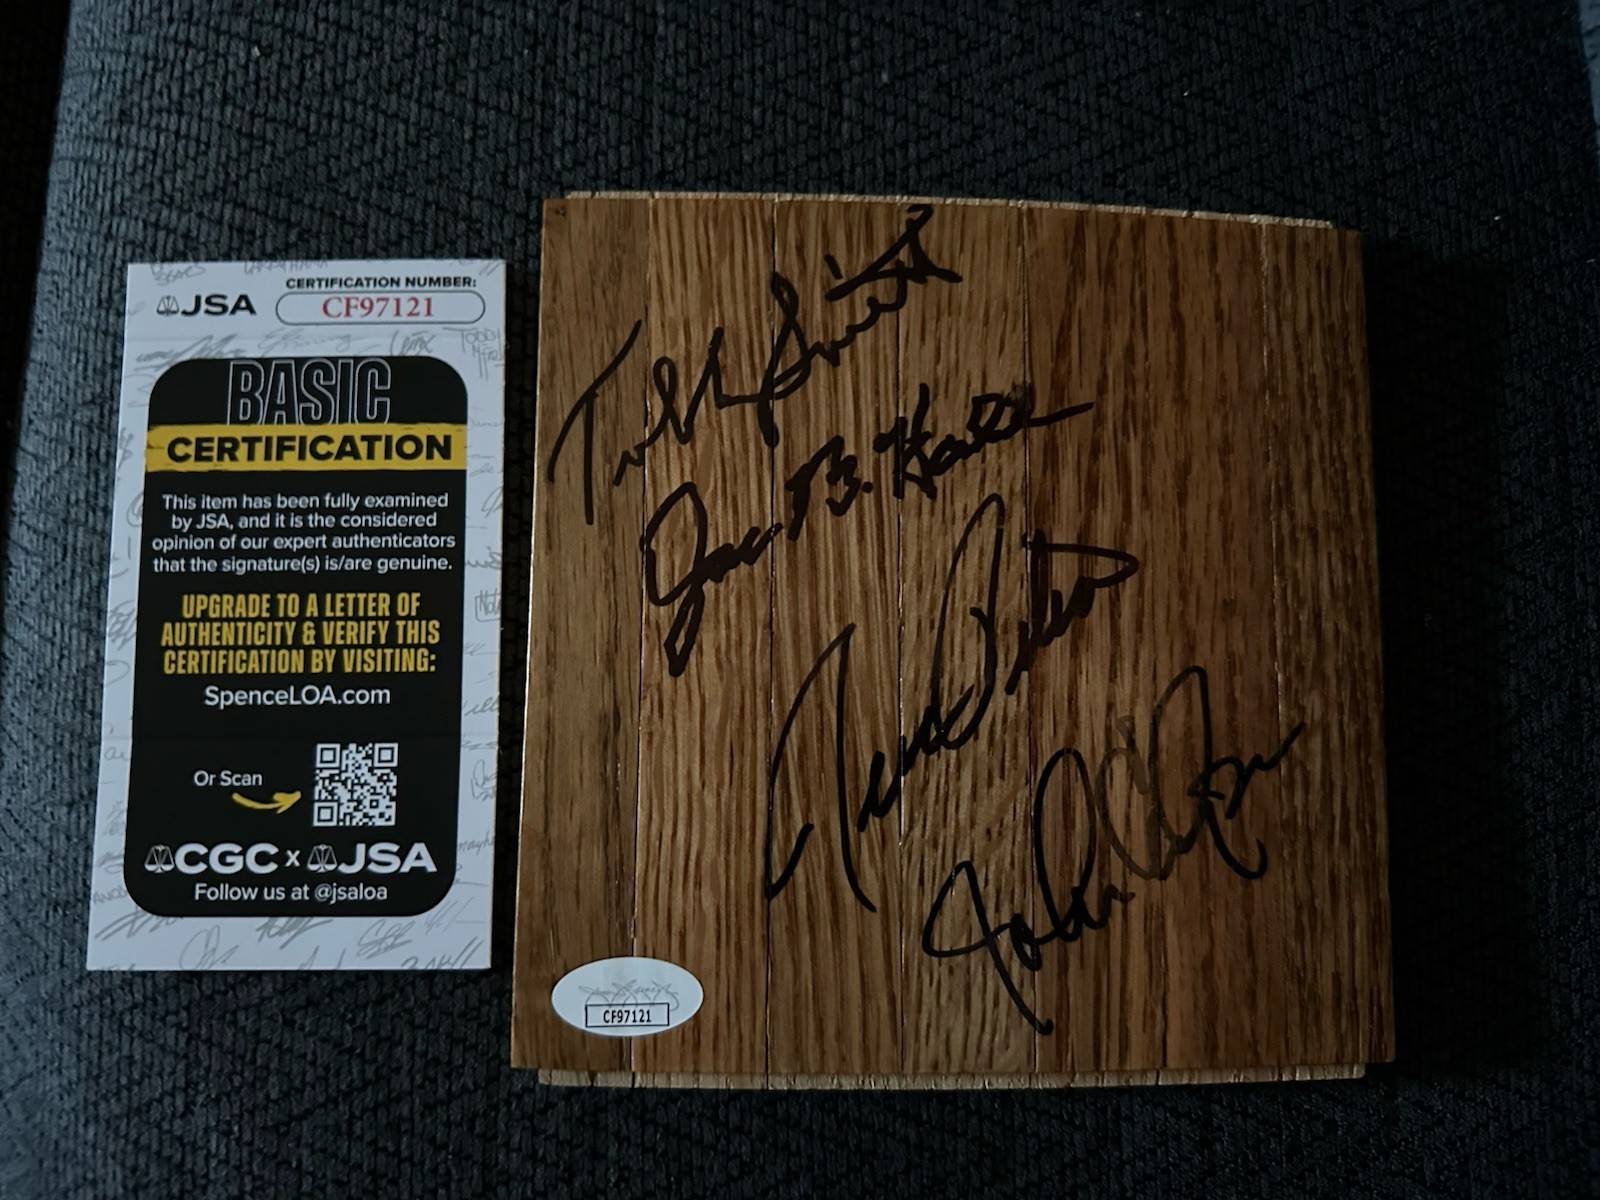 JSA
CERTIFICATION NUMBER:
CF97121
BASIC
CERTIFICATION
This item has been fully examined
by JSA, and it is the considered
opinion of our expert authenticators
that the signature(s) is/are genuine.
UPGRADE TO A LETTER OF
AUTHENTICITY & VERIFY THIS
CERTIFICATION BY VISITING:
SpenceLOA.com
Or Scan
CGC x JSA
Follow us at @jsaloa
Smith
B.
John
CF97121